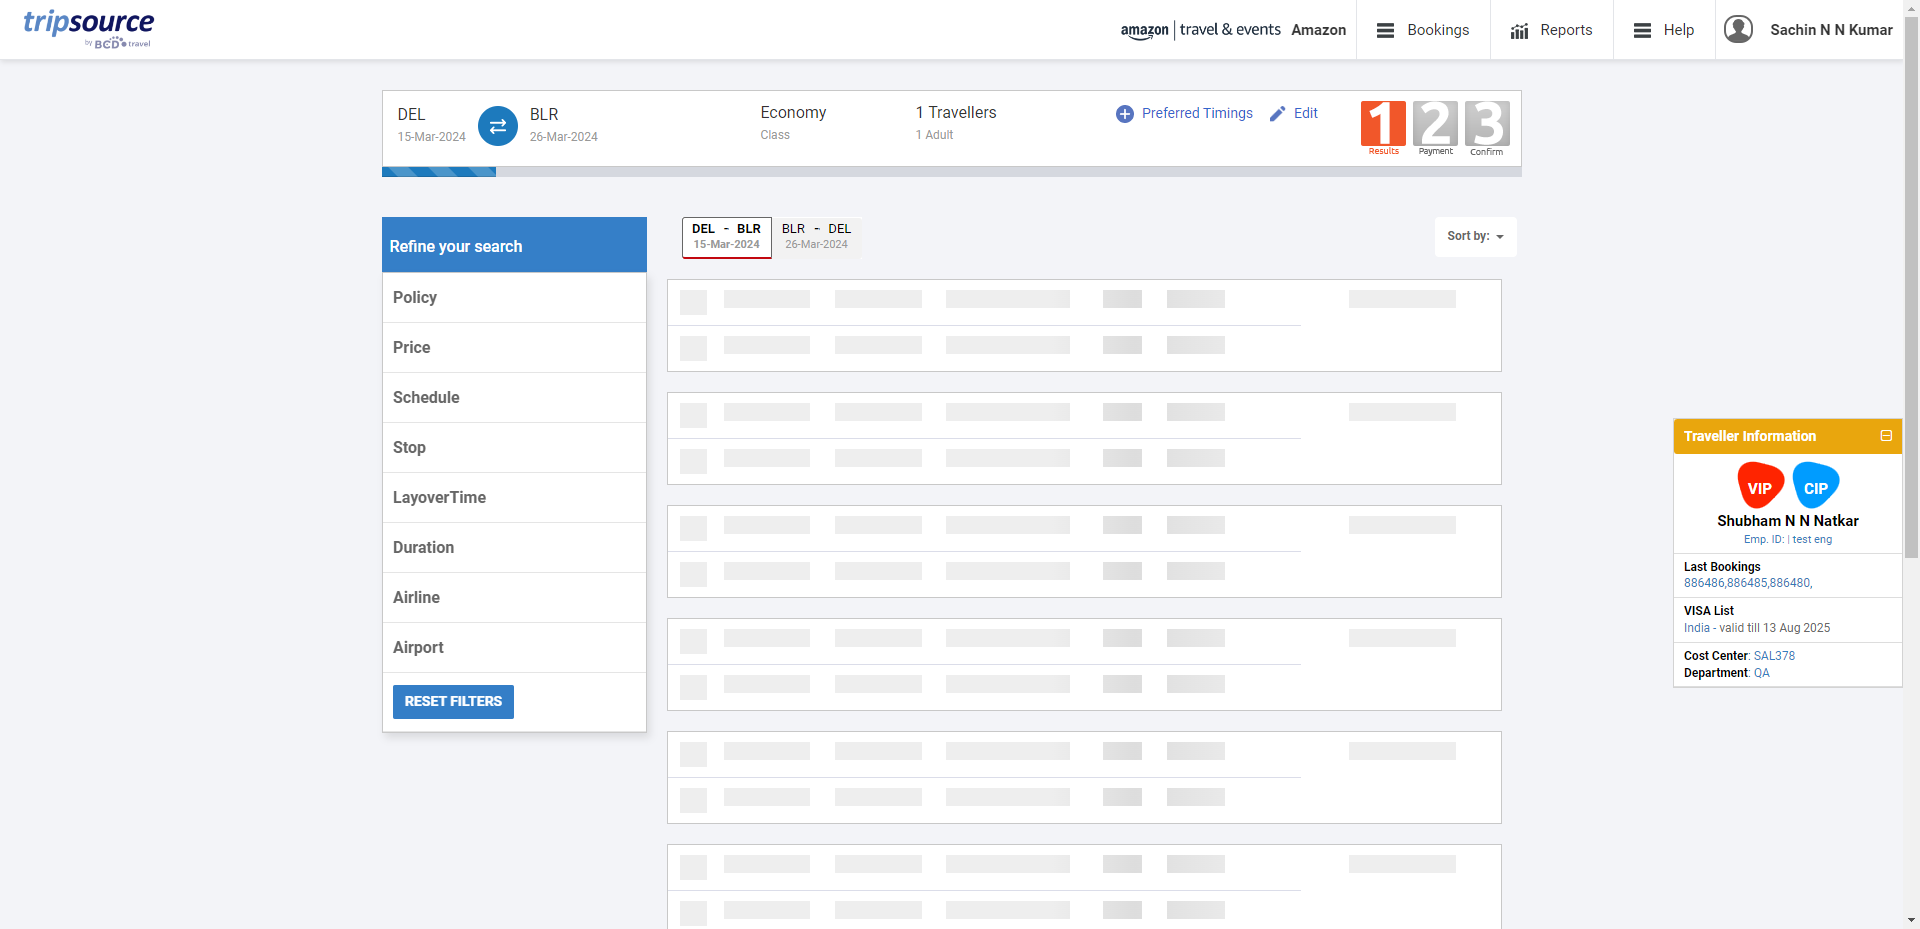 tripsource
by BCD travel
amazon | travel & events Amazon
Bookings
Reports
Help
Sachin N N Kumar
DEL
15-Mar-2024
BLR
26-Mar-2024
Economy
Class
1 Travellers
1 Adult
Preferred Timings
Edit
1
Results
2
Payment
3
Confirm
Refine your search
Policy
Price
Schedule
Stop
LayoverTime
Duration
Airline
Airport
RESET FILTERS
DEL - BLR
15-Mar-2024
BLR - DEL
26-Mar-2024
Sort by:
Traveller Information
VIP
CIP
Shubham N N Natkar
Emp. ID: | test eng
Last Bookings
886486,886485,886480,
VISA List
India - valid till 13 Aug 2025
Cost Center: SAL378
Department: QA